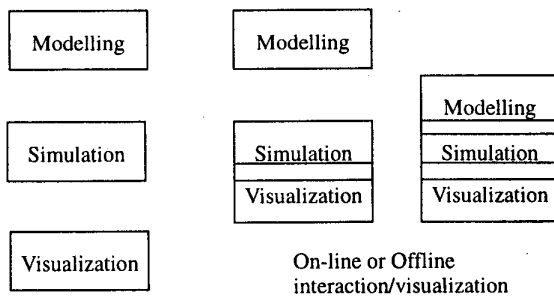 Modelling
Simulation
Visualization
Modelling
Simulation
Visualization
Modelling
Simulation
Visualization
On-line or Offline
interaction/visualization